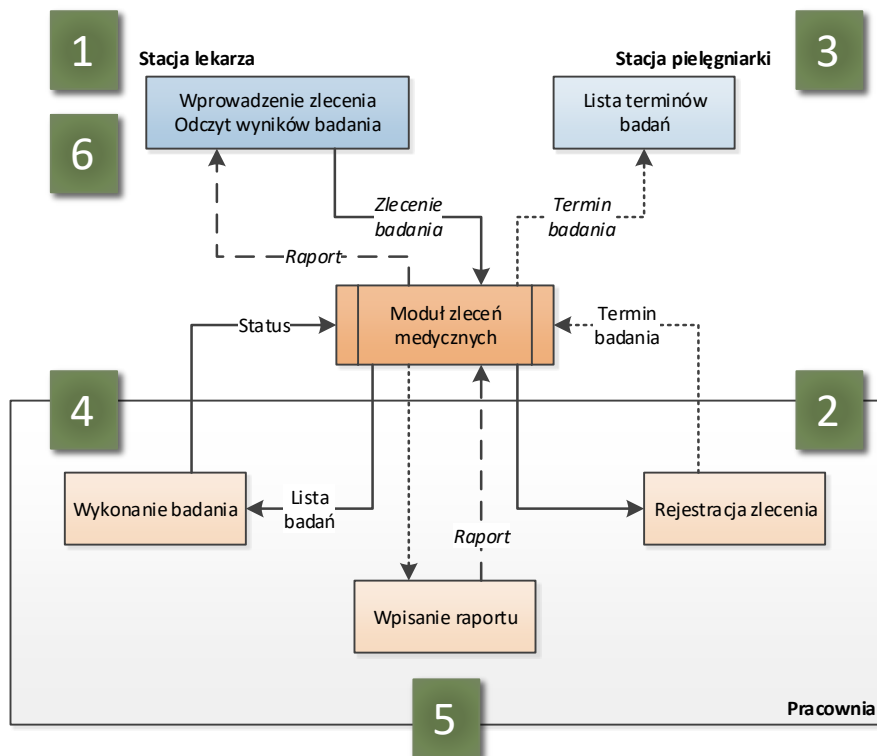 1
Stacja lekarza
Stacja pielęgniarki
3
Wprowadzenie zlecenia
Odczyt wyników badania
Lista terminów
badań
6
Zlecenie
badania
Termin
badania
Raport
Moduł zleceń
medycznych
Status
Termin
badania
4
2
Wykonanie badania
Lista
badań
Rejestracja zlecenia
Raport
Wpisanie raportu
5
Pracownia